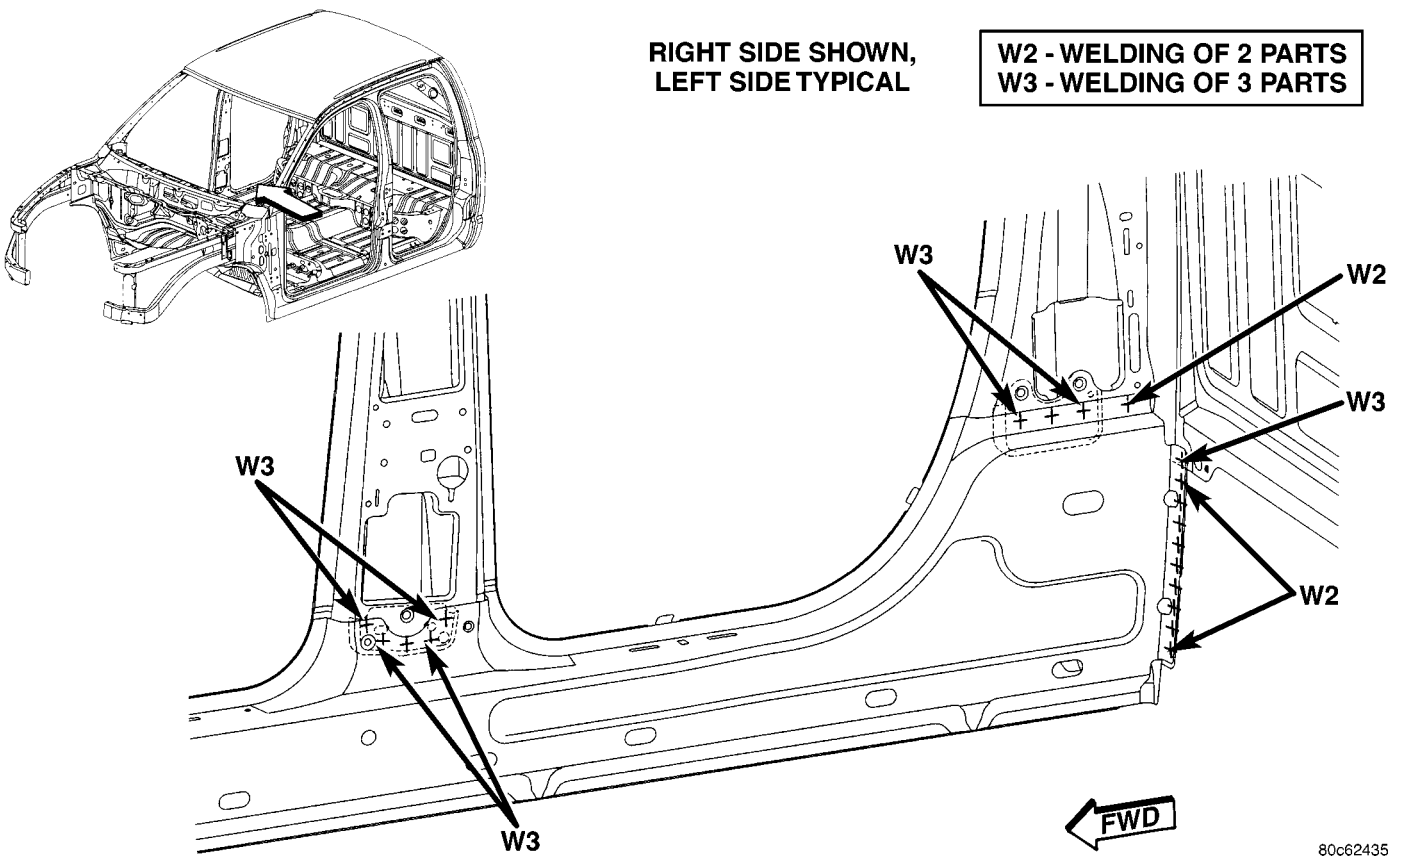 RIGHT SIDE SHOWN,
LEFT SIDE TYPICAL
W2 - WELDING OF 2 PARTS
W3 - WELDING OF 3 PARTS
W3
W2
W3
W3
W2
W3
FWD
80c62435